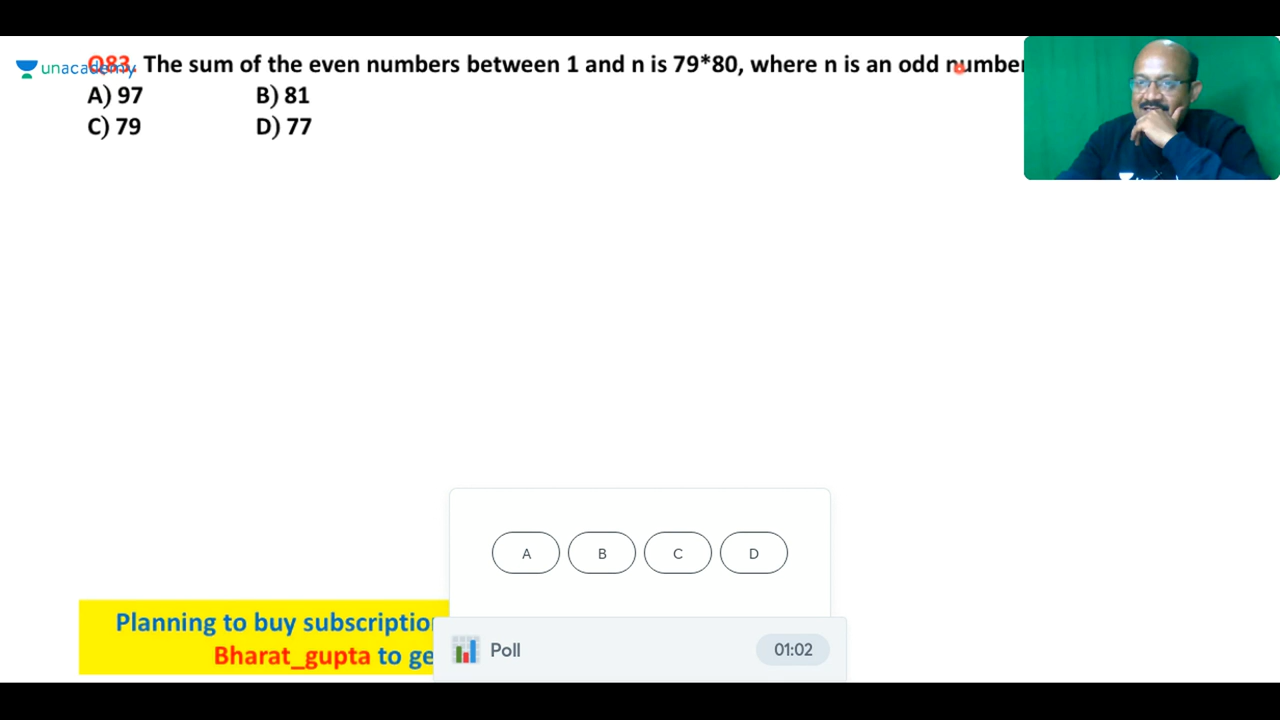 unacademy
Q83. The sum of the even numbers between 1 and n is 79*80, where n is an odd number
A) 97 B) 81
C) 79 D) 77
A B C D
Planning to buy subscription
Bharat_gupta to ge
Poll 01:02